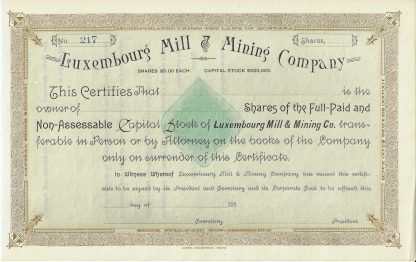 No. 217 Shares,
Luxembourg Mill & Mining Company
SHARES $5.00 EACH. CAPITAL STOCK $500,000.
This Certifies That is the
owner of Shares of the Full-Paid and
Non-Assessable Capital Stock of Luxembourg Mill & Mining Co. trans-
ferable in Person or by Attorney on the books of the Company
only on surrender of this Certificate.
In Witness Whereof Luxembourg Mill & Mining Company has caused this certifi-
cate to be signed by its President and Secretary and its Corporate Seal to be affixed this
day of 188
Secretary President